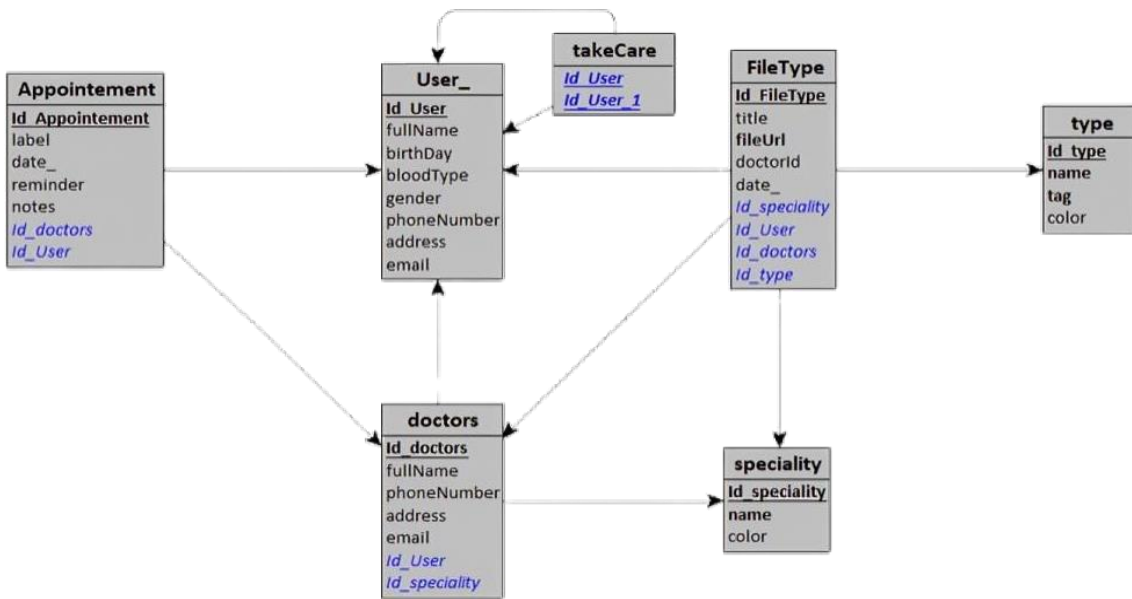 Appointement
Id_Appointement
label
date_
reminder
notes
Id_doctors
Id_User
User_
Id_User
fullName
birthDay
bloodType
gender
phoneNumber
address
email
takeCare
Id_User
Id_User_1
FileType
Id_FileType
title
fileUrl
doctorId
date_
Id_speciality
Id_User
Id_doctors
Id_type
type
Id_type
name
tag
color
doctors
Id_doctors
fullName
phoneNumber
address
email
Id_User
Id_speciality
speciality
Id_speciality
name
color